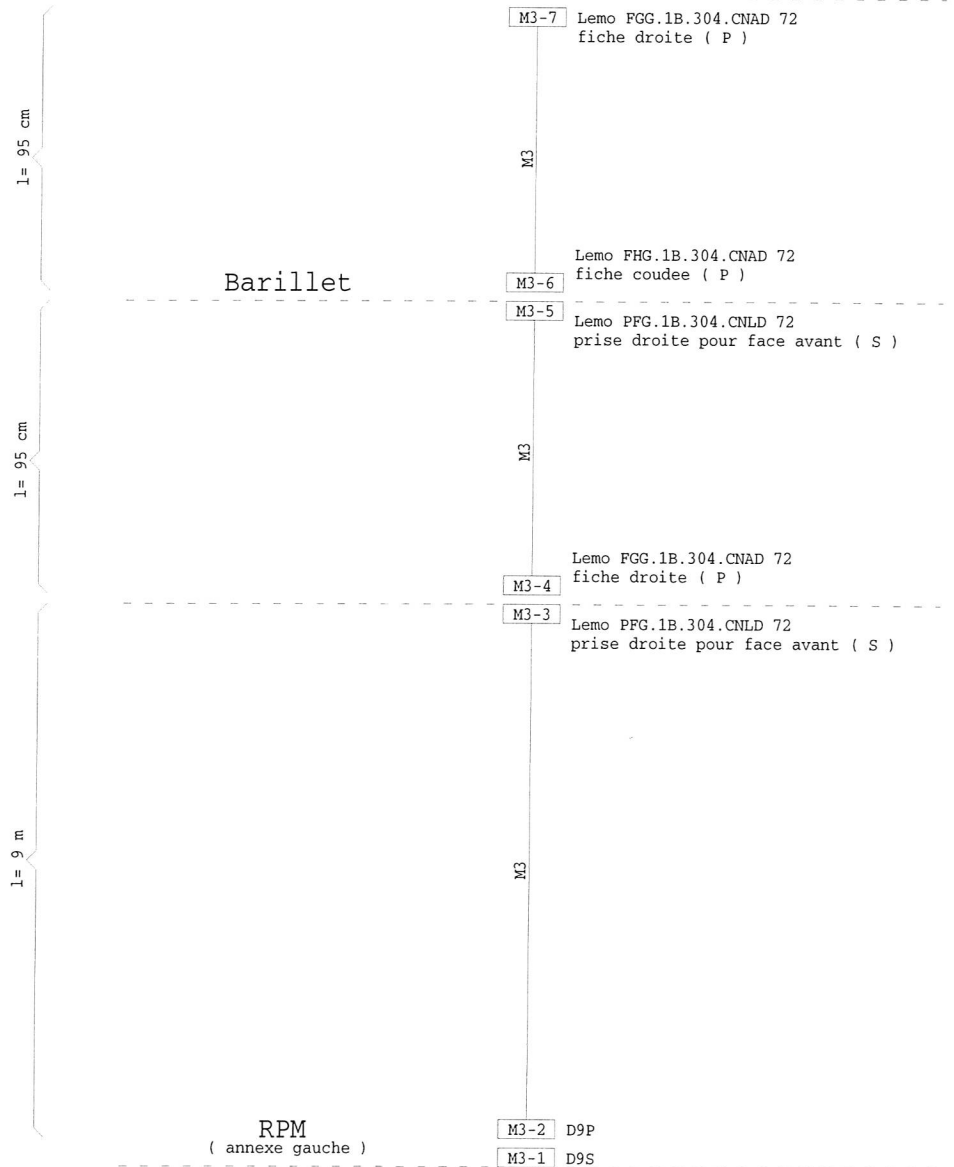 M3-7 Lemo FGG.1B.304.CNAD 72
fiche droite ( P )
l= 95 cm
M3
Lemo FHG.1B.304.CNAD 72
Barillet M3-6 fiche coudee ( P )
M3-5
Lemo PFG.1B.304.CNLD 72
prise droite pour face avant ( S )
l= 95 cm
M3
Lemo FGG.1B.304.CNAD 72
M3-4 fiche droite ( P )
M3-3
Lemo PFG.1B.304.CNLD 72
prise droite pour face avant ( S )
l= 9 m
M3
RPM M3-2 D9P
( annexe gauche )
M3-1 D9S